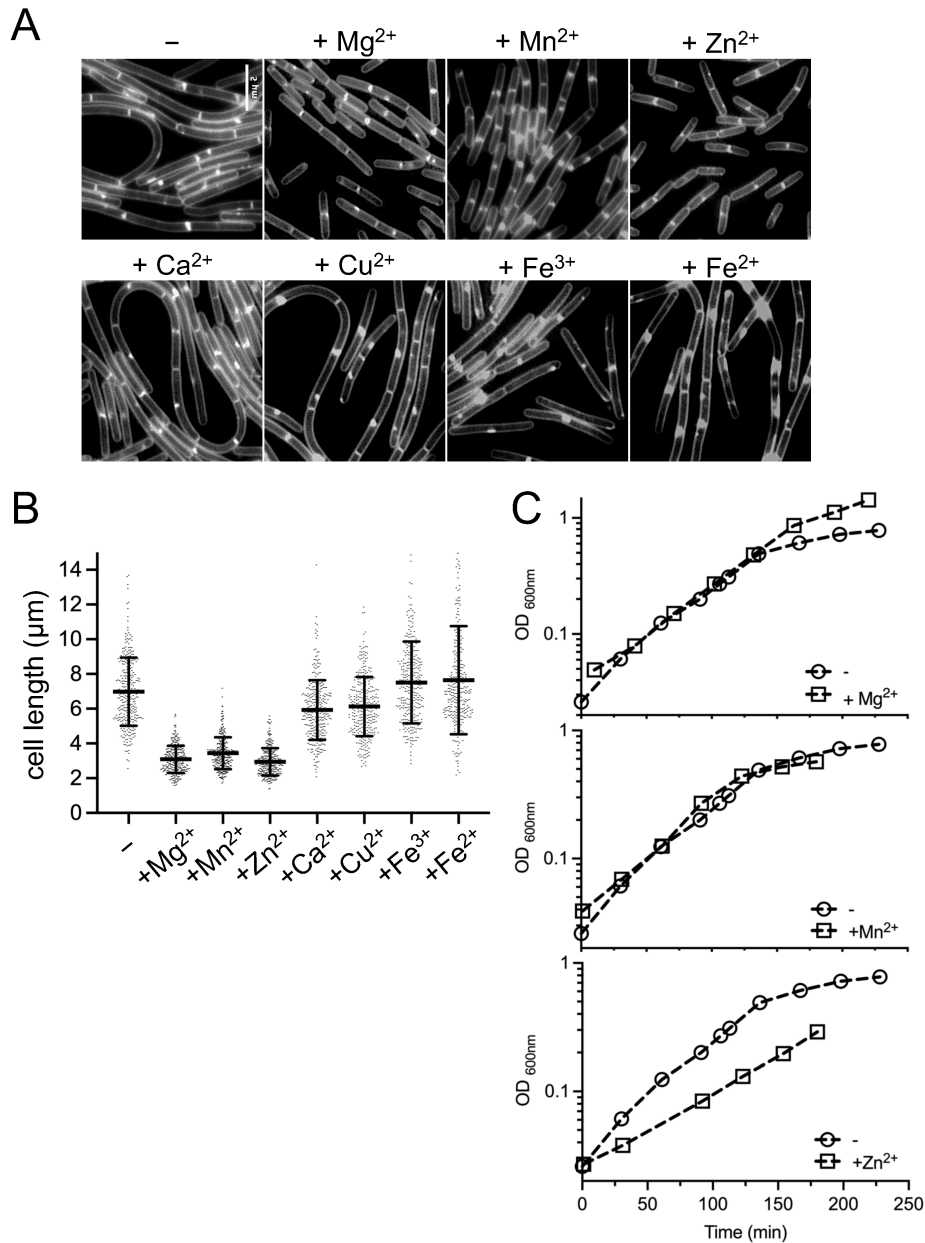 A
–
+ Mg²⁺
+ Mn²⁺
+ Zn²⁺
2 µm
+ Ca²⁺
+ Cu²⁺
+ Fe³⁺
+ Fe²⁺
B
cell length (µm)
14
12
10
8
6
4
2
0
–
+Mg²⁺
+Mn²⁺
+Zn²⁺
+Ca²⁺
+Cu²⁺
+Fe³⁺
+Fe²⁺
C
OD 600nm
1
0.1
-
+ Mg²⁺
OD 600nm
1
0.1
-
+Mn²⁺
OD 600nm
1
0.1
-
+Zn²⁺
0 50 100 150 200 250
Time (min)